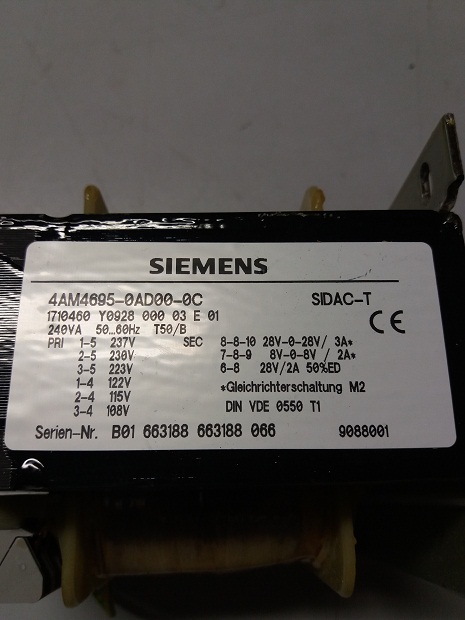 SIEMENS
4AM4695-0AD00-0C SIDAC-T
1710460 Y0928 000 03 E 01 CE
240VA 50..60Hz T50/B
PRI 1-5 237V SEC 8-8-10 28V-0-28V/ 3A*
2-5 230V 7-8-9 8V-0-8V / 2A*
3-5 223V 6-8 28V/2A 50%ED
1-4 122V *Gleichrichterschaltung M2
2-4 115V DIN VDE 0550 T1
3-4 108V
Serien-Nr. B01 663188 663188 066 9088001